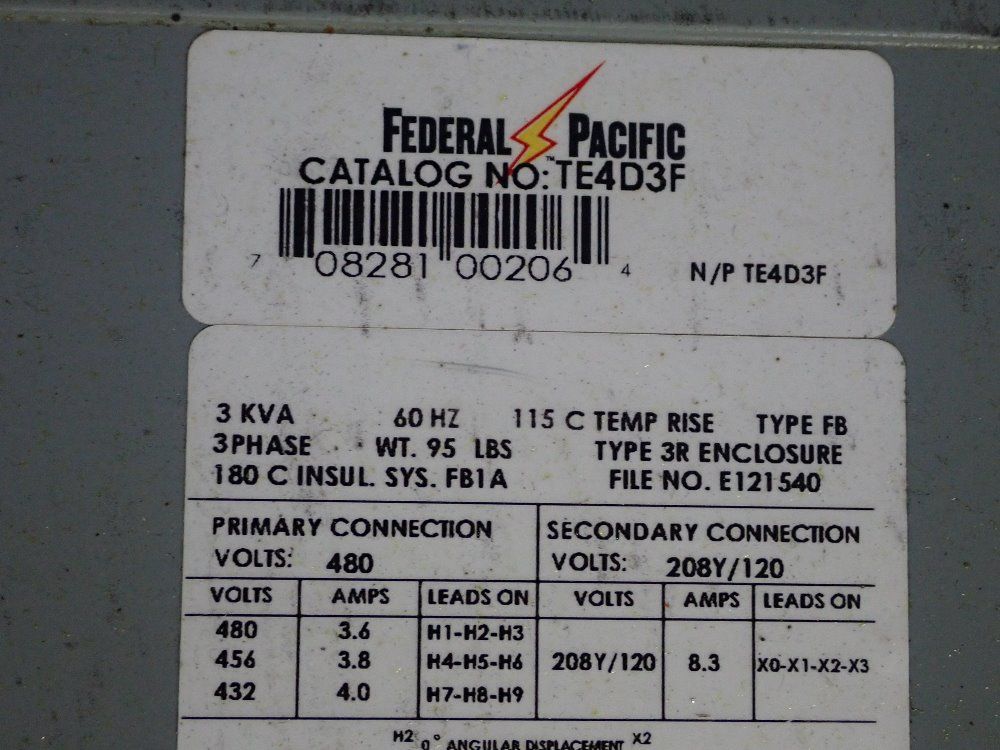 FEDERAL PACIFIC™
CATALOG NO: TE4D3F
7 08281 00206 4 N/P TE4D3F
3 KVA 60 HZ 115 C TEMP RISE TYPE FB
3PHASE WT. 95 LBS TYPE 3R ENCLOSURE
180 C INSUL. SYS. FB1A FILE NO. E121540
PRIMARY CONNECTION SECONDARY CONNECTION
VOLTS: 480 VOLTS: 208Y/120
VOLTS AMPS LEADS ON VOLTS AMPS LEADS ON
480 3.6 H1-H2-H3
456 3.8 H4-H5-H6 208Y/120 8.3 X0-X1-X2-X3
432 4.0 H7-H8-H9
H2 0° ANGULAR DISPLACEMENT X2